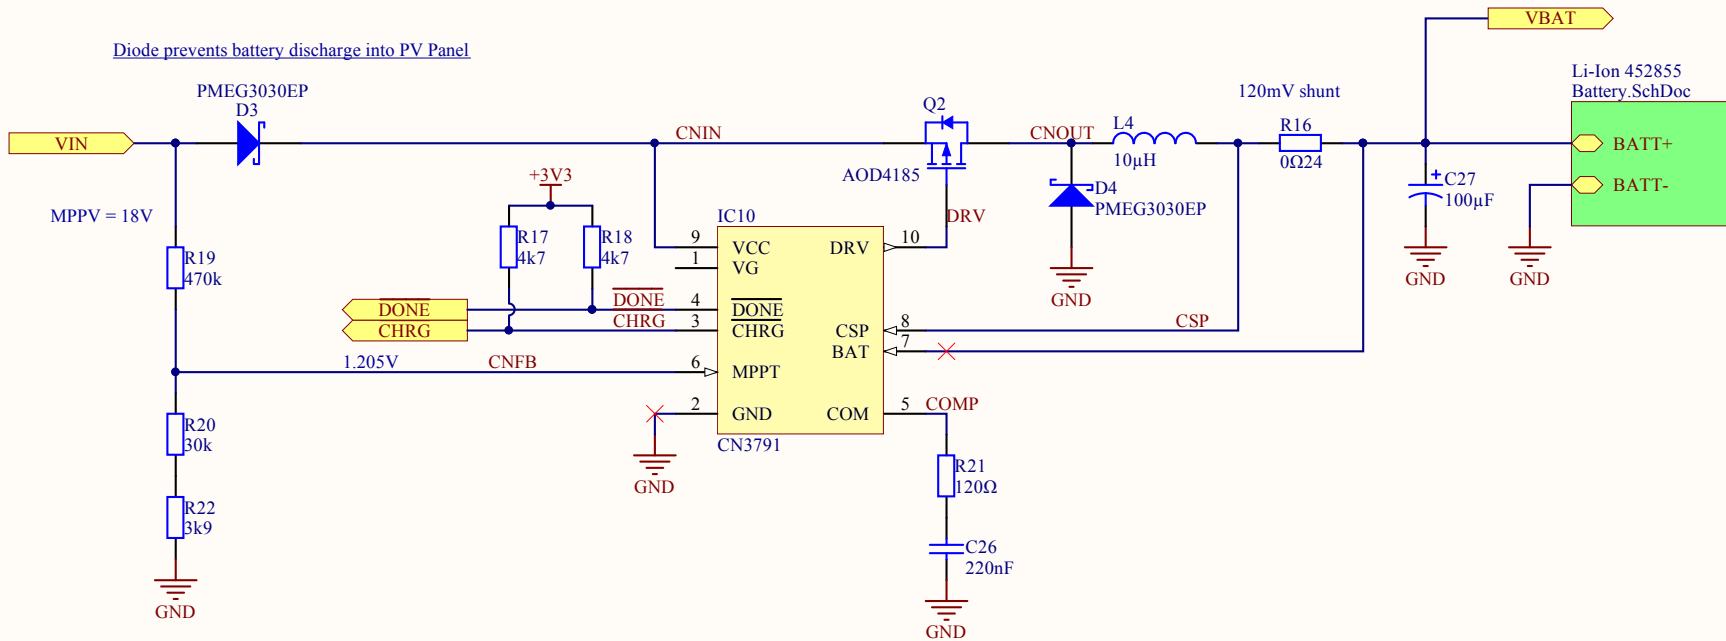 VBAT
Diode prevents battery discharge into PV Panel
Li-Ion 452855
Battery.SchDoc
PMEG3030EP
D3
120mV shunt
Q2
L4
R16
VIN
CNIN
CNOUT
10µH
0Ω24
BATT+
+3V3
AOD4185
D4
PMEG3030EP
C27
100µF
BATT-
MPPV = 18V
IC10
DRV
R17
4k7
R18
4k7
9
VCC
DRV
10
1
VG
R19
470k
GND
GND
GND
DONE
DONE
4
DONE
CHRG
CHRG
3
CHRG
CSP
8
CSP
BAT
7
1.205V
CNFB
6
MPPT
2
GND
COM
5
COMP
R20
30k
CN3791
GND
R21
120Ω
R22
3k9
C26
220nF
GND
GND